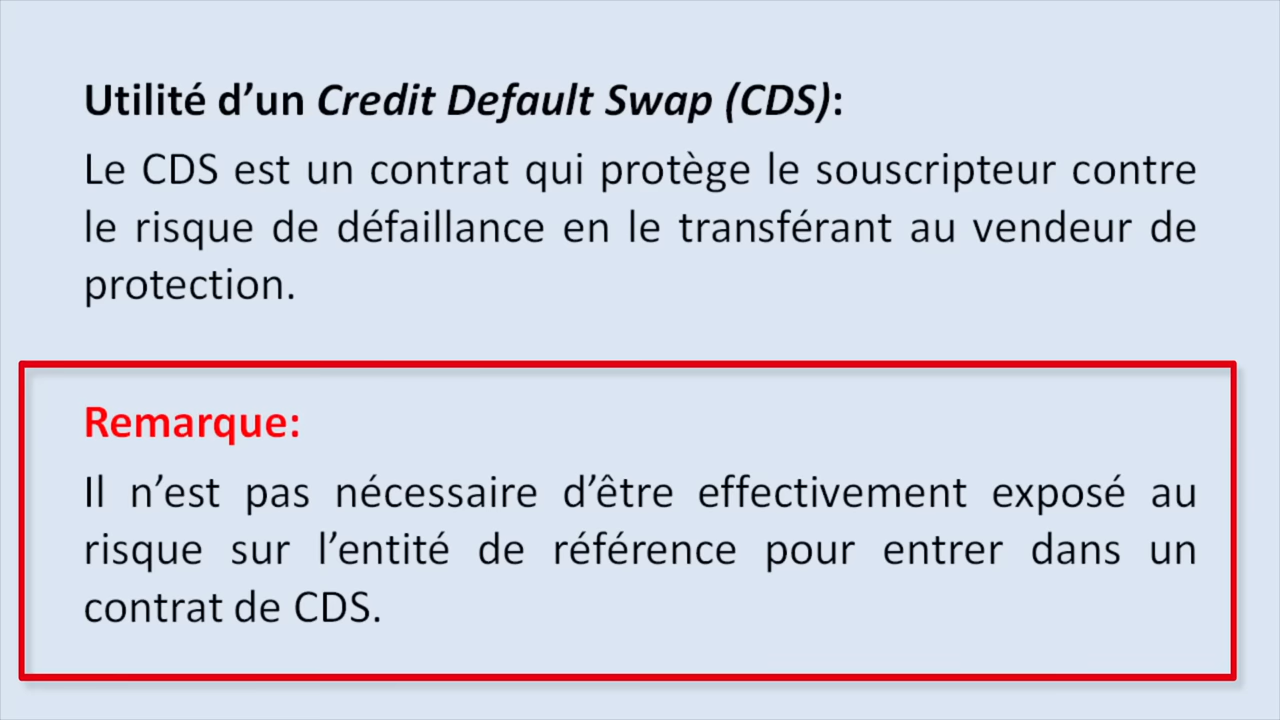 Utilité d’un Credit Default Swap (CDS):
Le CDS est un contrat qui protège le souscripteur contre
le risque de défaillance en le transférant au vendeur de
protection.
Remarque:
Il n’est pas nécessaire d’être effectivement exposé au
risque sur l’entité de référence pour entrer dans un
contrat de CDS.